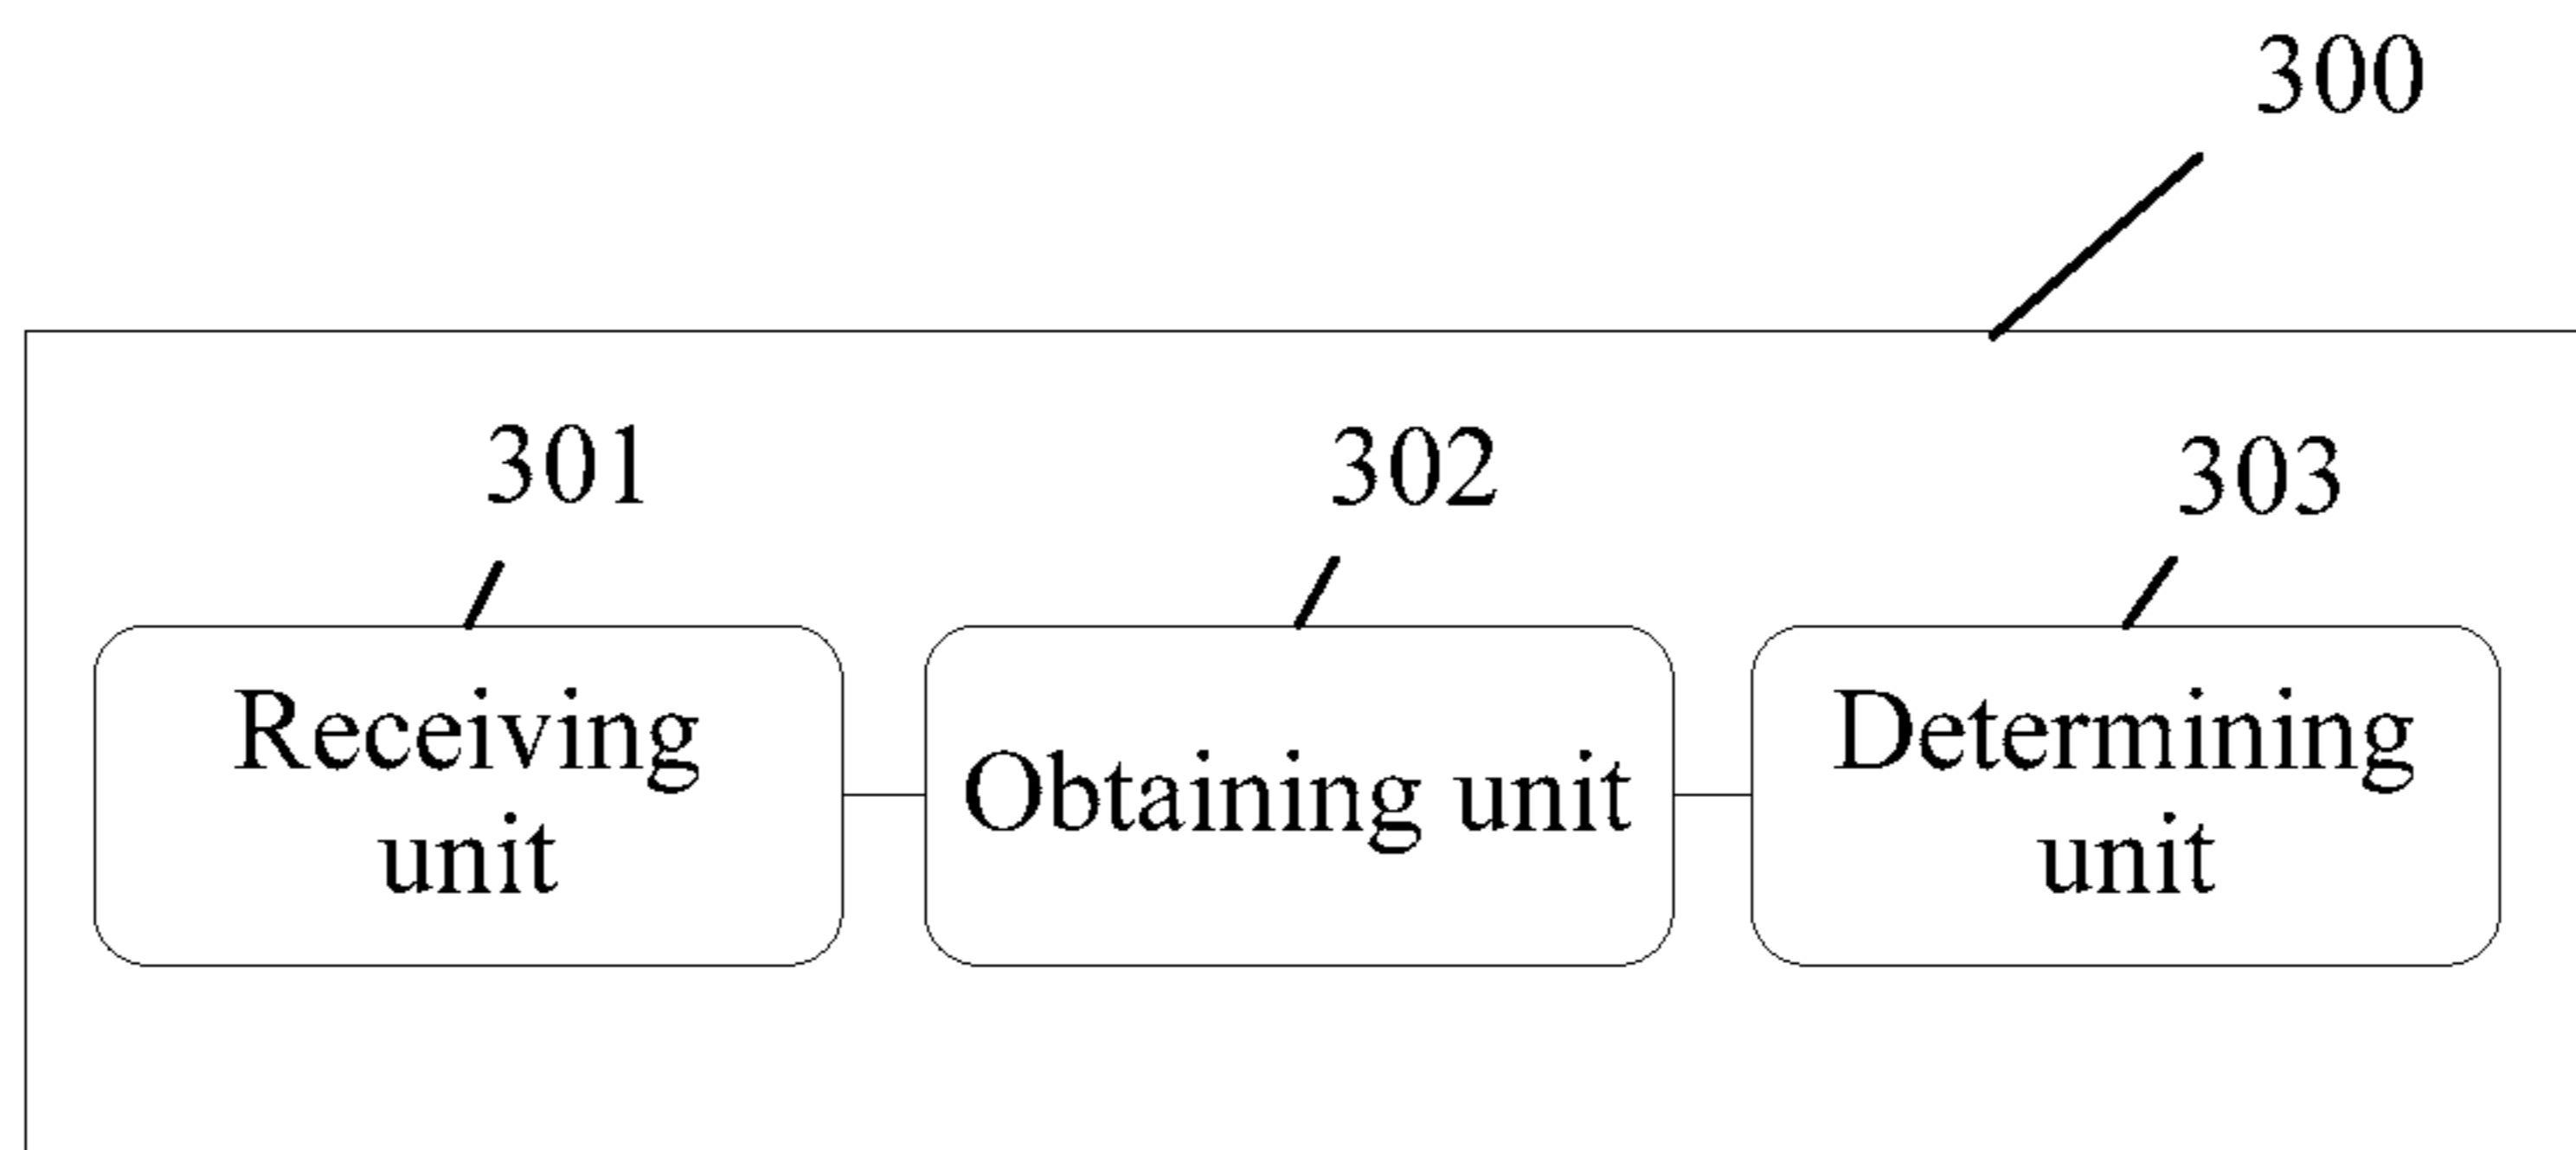 300
301
302
303
Receiving
unit
Obtaining unit
Determining
unit